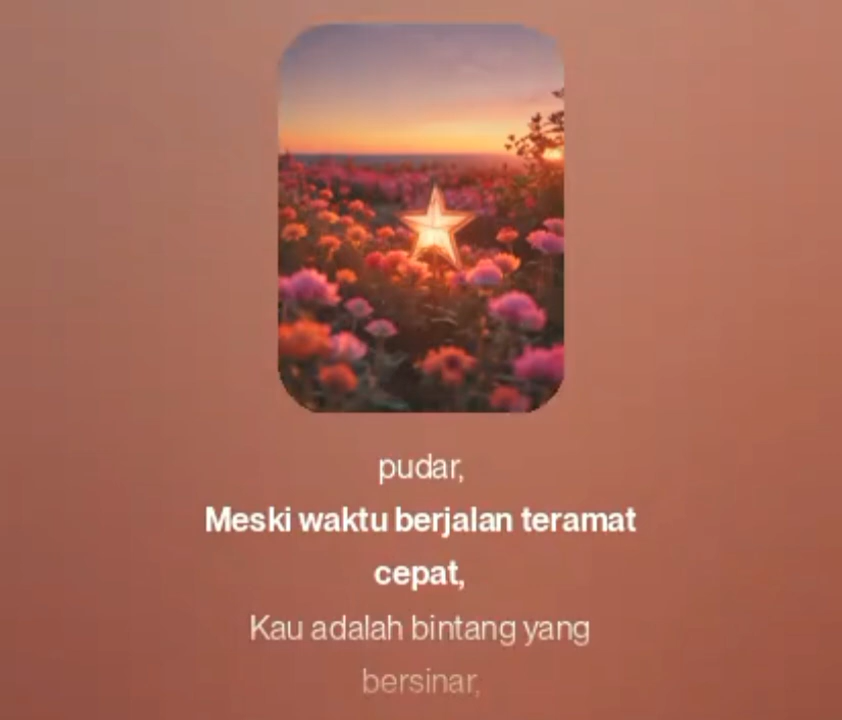 pudar,
Meski waktu berjalan teramat
cepat,
Kau adalah bintang yang
bersinar,